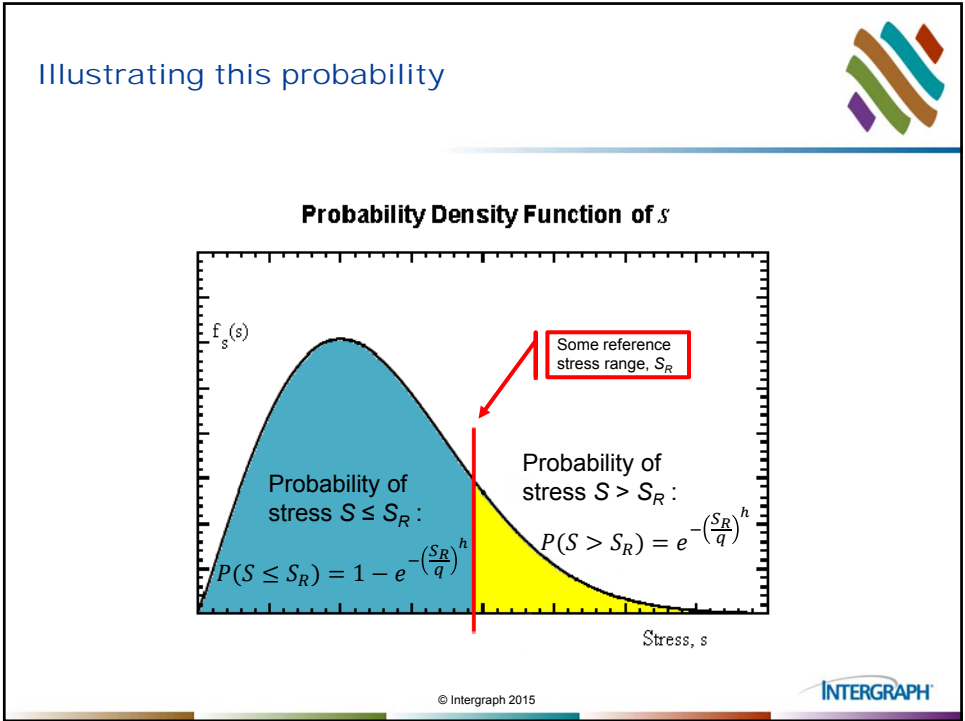 Illustrating this probability
Probability Density Function of s
f_s(s)
Some reference
stress range, S_R
Probability of
stress S ≤ S_R :
P(S ≤ S_R) = 1 − e^{−(S_R/q)^h}
Probability of
stress S > S_R :
P(S > S_R) = e^{−(S_R/q)^h}
Stress, s
© Intergraph 2015
INTERGRAPH